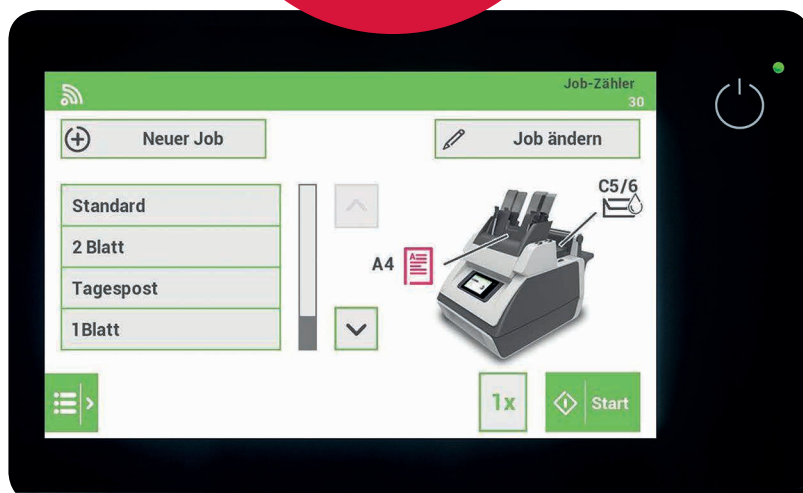 Job-Zähler
30
Neuer Job
Job ändern
Standard
2 Blatt
Tagespost
1Blatt
C5/6
A4
1x
Start